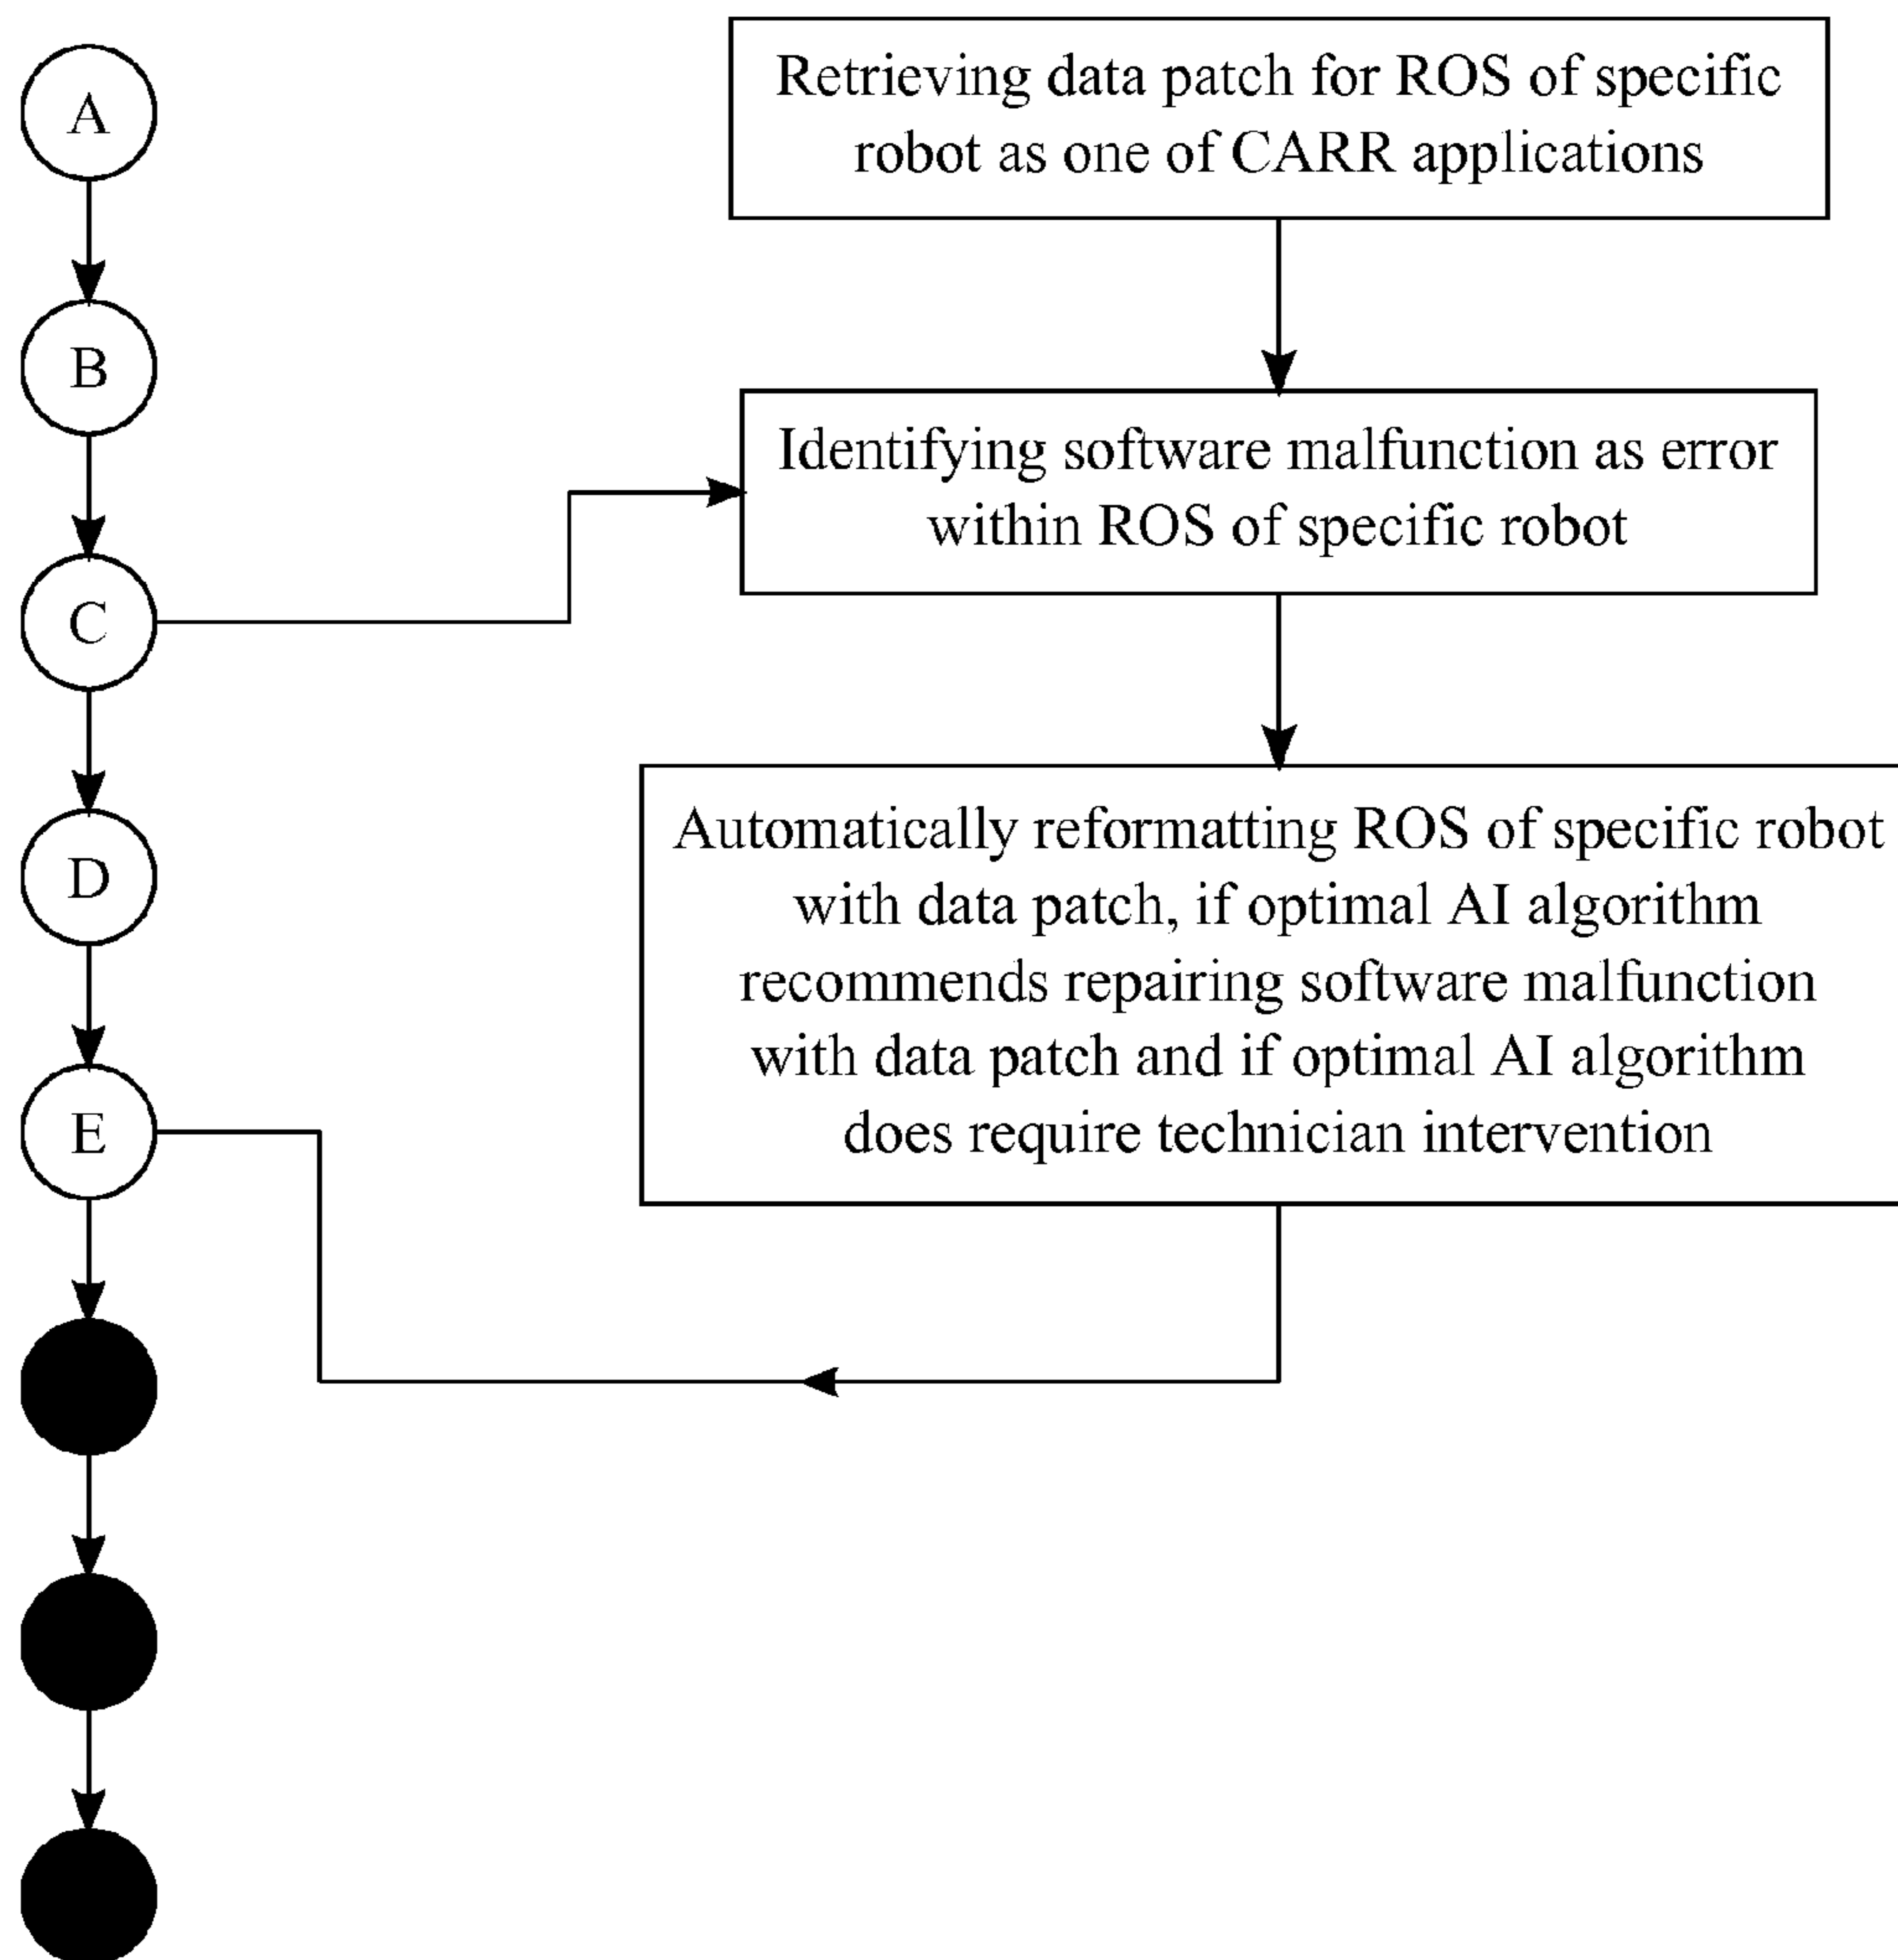 A
B
C
D
E
Retrieving data patch for ROS of specific
robot as one of CARR applications
Identifying software malfunction as error
within ROS of specific robot
Automatically reformatting ROS of specific robot
with data patch, if optimal AI algorithm
recommends repairing software malfunction
with data patch and if optimal AI algorithm
does require technician intervention